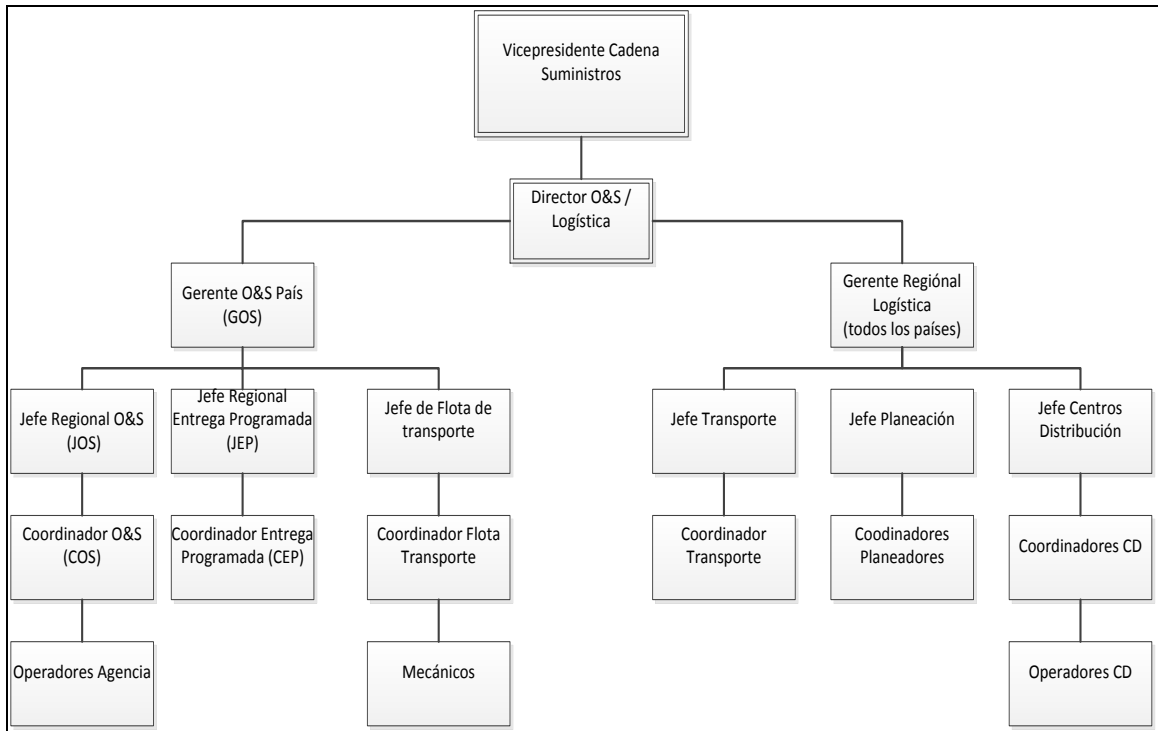 Vicepresidente Cadena
Suministros
Director O&S /
Logística
Gerente O&S País
(GOS)
Gerente Regiónal
Logística
(todos los países)
Jefe Regional O&S
(JOS)
Jefe Regional
Entrega Programada
(JEP)
Jefe de Flota de
transporte
Jefe Transporte
Jefe Planeación
Jefe Centros
Distribución
Coordinador O&S
(COS)
Coordinador Entrega
Programada (CEP)
Coordinador Flota
Transporte
Coordinador
Transporte
Coodinadores
Planeadores
Coordinadores CD
Operadores Agencia
Mecánicos
Operadores CD